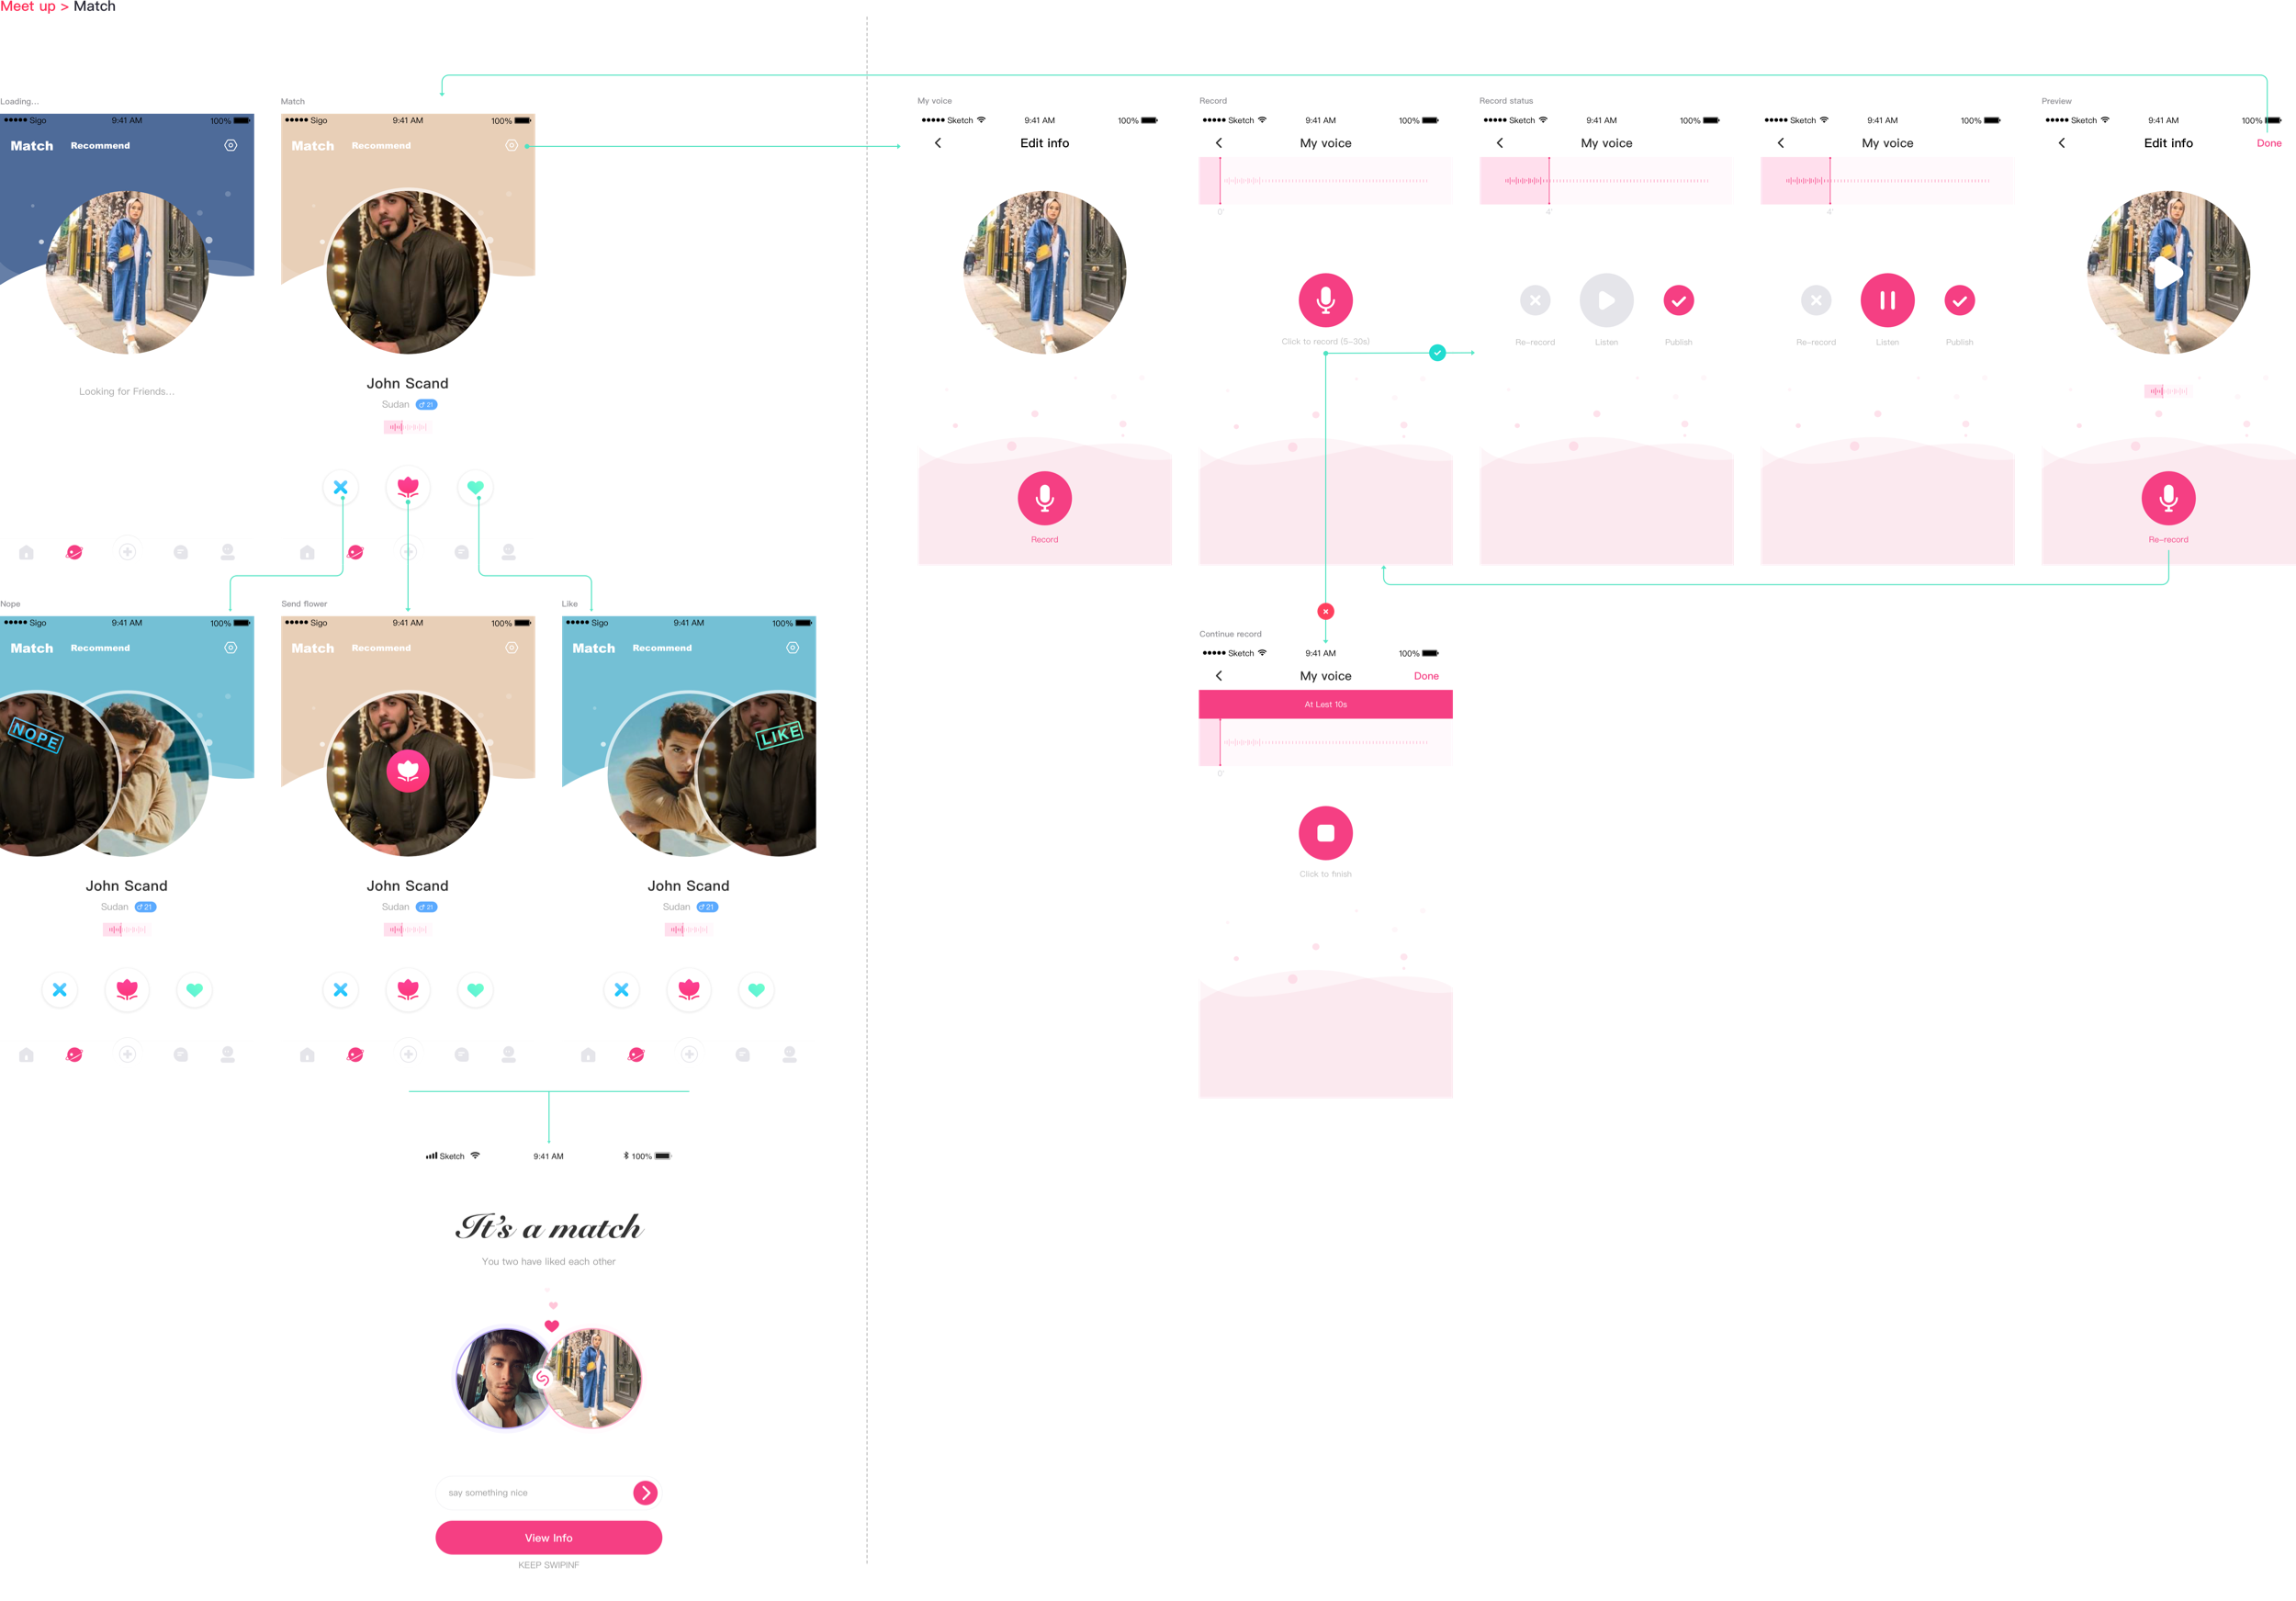 Meet up > Match
Loading...
Sigo 9:41 AM 100%
Match Recommend
Looking for Friends...
Match
Sigo 9:41 AM 100%
Match Recommend
John Scand
Sudan 21
My voice
Sketch 9:41 AM 100%
Edit info
Record
Record
Sketch 9:41 AM 100%
My voice
0'
Click to record (5-30s)
Record status
Sketch 9:41 AM 100%
My voice
4'
Re-record Listen Publish
Sketch 9:41 AM 100%
My voice
4'
Re-record Listen Publish
Preview
Sketch 9:41 AM 100%
Edit info Done
Re-record
Nope
Sigo 9:41 AM 100%
Match Recommend
NOPE
John Scand
Sudan 21
Send flower
Sigo 9:41 AM 100%
Match Recommend
John Scand
Sudan 21
Like
Sigo 9:41 AM 100%
Match Recommend
LIKE
John Scand
Sudan 21
Continue record
Sketch 9:41 AM 100%
My voice Done
At Lest 10s
0'
Click to finish
Sketch 9:41 AM 100%
It's a match
You two have liked each other
say something nice
View Info
KEEP SWIPINF